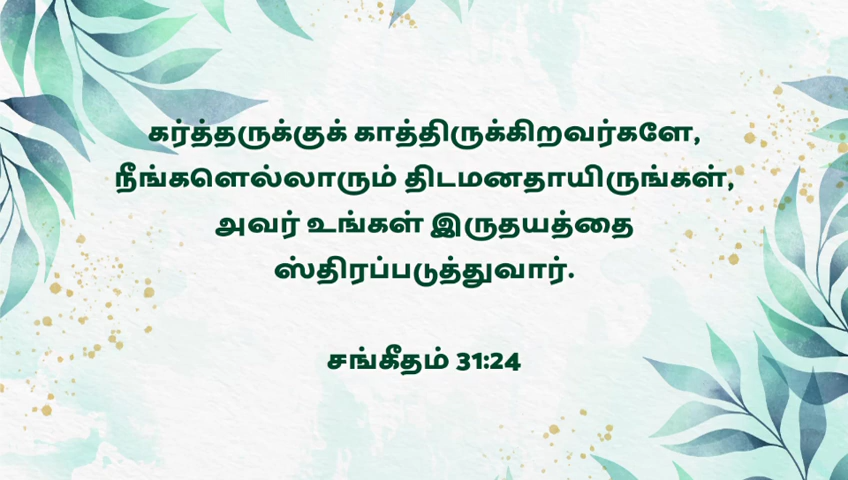 கர்த்தருக்குக் காத்திருக்கிறவர்களே,
நீங்களெல்லாரும் திடமனதாயிருங்கள்,
அவர் உங்கள் இருதயத்தை
ஸ்திரப்படுத்துவார்.
சங்கீதம் 31:24